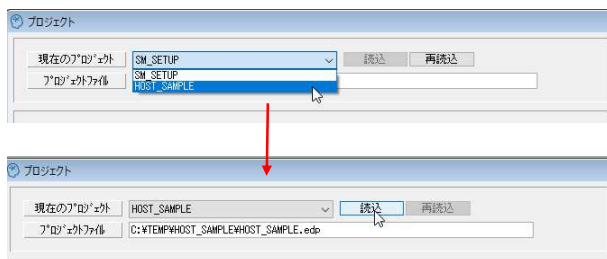 プロジェクト
現在のプロジェクト SM_SETUP 読込 再読込
プロジェクトファイル SM_SETUP
HOST_SAMPLE
プロジェクト
現在のプロジェクト HOST_SAMPLE 読込 再読込
プロジェクトファイル C:¥TEMP¥HOST_SAMPLE¥HOST_SAMPLE.edp